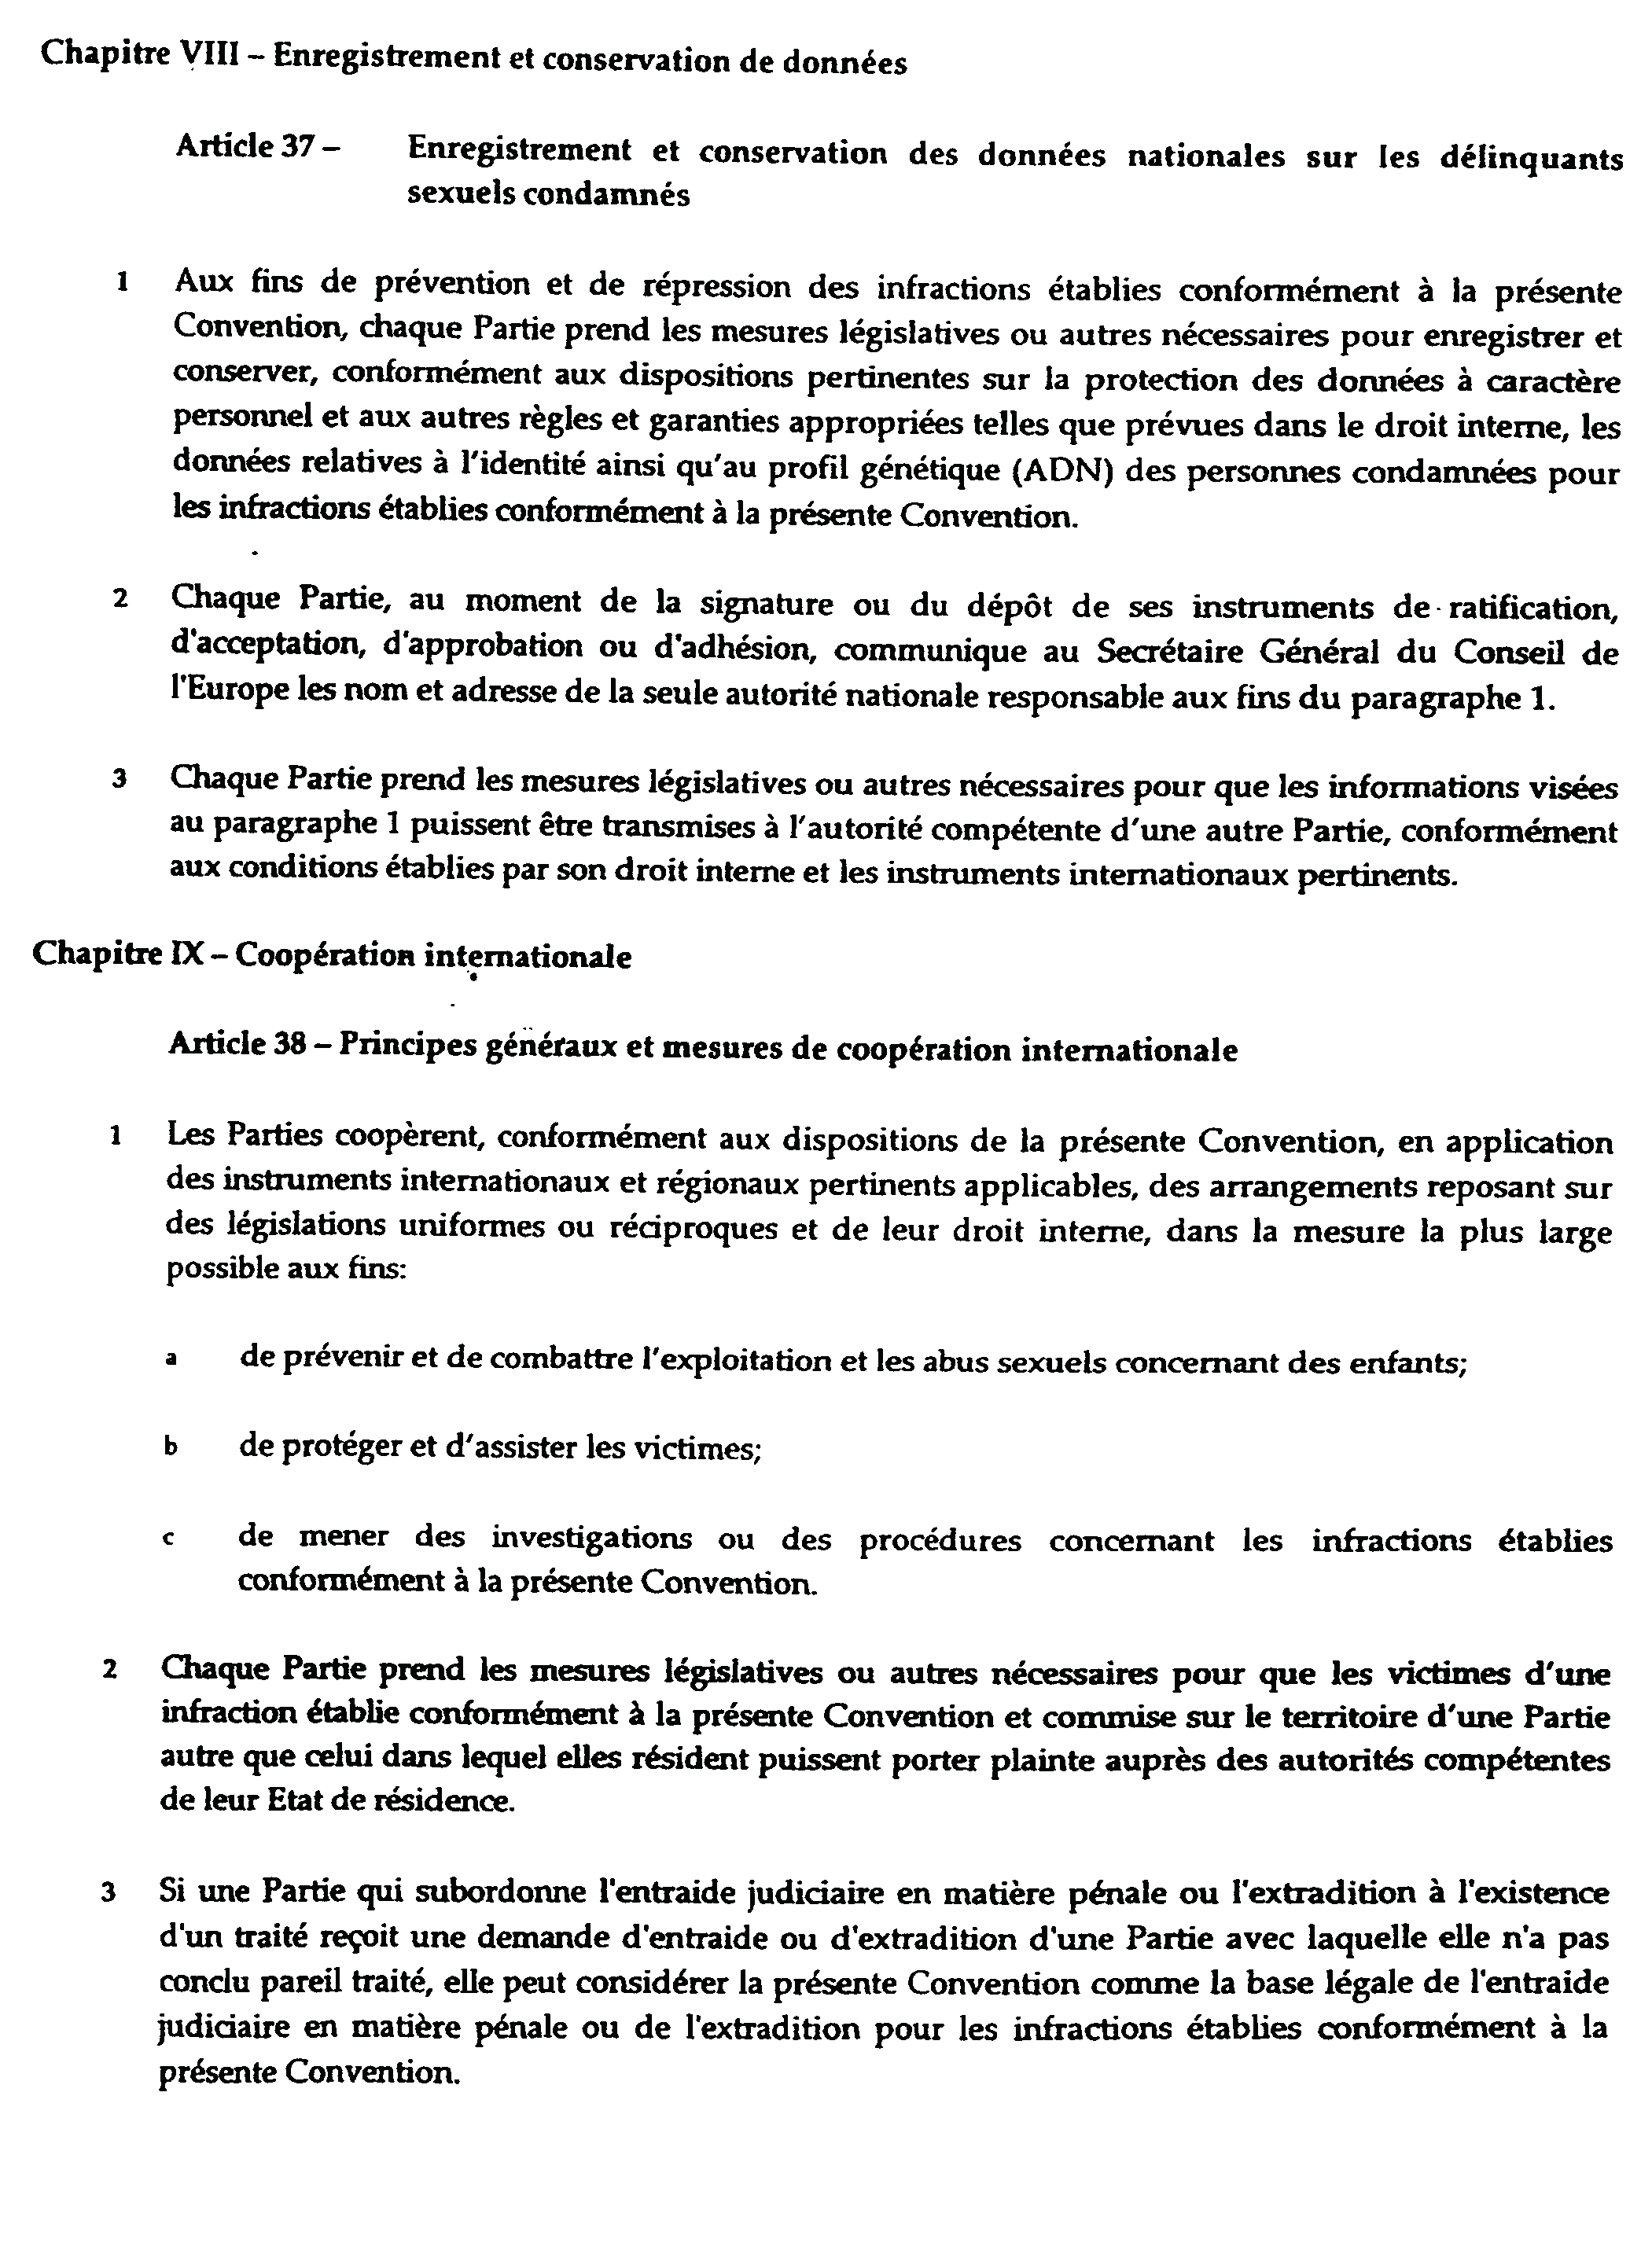 Chapitre VIII – Enregistrement et conservation de données
Article 37 – Enregistrement et conservation des données nationales sur les délinquants
sexuels condamnés
1 Aux fins de prévention et de répression des infractions établies conformément à la présente
Convention, chaque Partie prend les mesures législatives ou autres nécessaires pour enregistrer et
conserver, conformément aux dispositions pertinentes sur la protection des données à caractère
personnel et aux autres règles et garanties appropriées telles que prévues dans le droit interne, les
données relatives à l'identité ainsi qu'au profil génétique (ADN) des personnes condamnées pour
les infractions établies conformément à la présente Convention.
2 Chaque Partie, au moment de la signature ou du dépôt de ses instruments de ratification,
d'acceptation, d'approbation ou d'adhésion, communique au Secrétaire Général du Conseil de
l'Europe les nom et adresse de la seule autorité nationale responsable aux fins du paragraphe 1.
3 Chaque Partie prend les mesures législatives ou autres nécessaires pour que les informations visées
au paragraphe 1 puissent être transmises à l'autorité compétente d'une autre Partie, conformément
aux conditions établies par son droit interne et les instruments internationaux pertinents.
Chapitre IX – Coopération internationale
Article 38 – Principes généraux et mesures de coopération internationale
1 Les Parties coopèrent, conformément aux dispositions de la présente Convention, en application
des instruments internationaux et régionaux pertinents applicables, des arrangements reposant sur
des législations uniformes ou réciproques et de leur droit interne, dans la mesure la plus large
possible aux fins:
a de prévenir et de combattre l'exploitation et les abus sexuels concernant des enfants;
b de protéger et d'assister les victimes;
c de mener des investigations ou des procédures concernant les infractions établies
conformément à la présente Convention.
2 Chaque Partie prend les mesures législatives ou autres nécessaires pour que les victimes d'une
infraction établie conformément à la présente Convention et commise sur le territoire d'une Partie
autre que celui dans lequel elles résident puissent porter plainte auprès des autorités compétentes
de leur Etat de résidence.
3 Si une Partie qui subordonne l'entraide judiciaire en matière pénale ou l'extradition à l'existence
d'un traité reçoit une demande d'entraide ou d'extradition d'une Partie avec laquelle elle n'a pas
conclu pareil traité, elle peut considérer la présente Convention comme la base légale de l'entraide
judiciaire en matière pénale ou de l'extradition pour les infractions établies conformément à la
présente Convention.